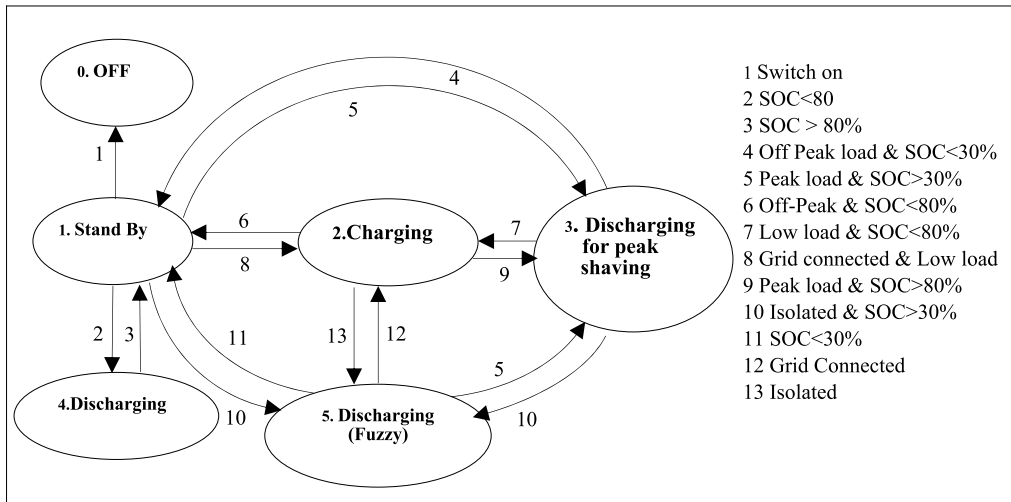 0. OFF
4
5
1
1. Stand By
6
8
2.Charging
7
9
3. Discharging
for peak
shaving
2
3
11
13
12
5
10
10
4.Discharging
5. Discharging
(Fuzzy)
1 Switch on
2 SOC<80
3 SOC > 80%
4 Off Peak load & SOC<30%
5 Peak load & SOC>30%
6 Off-Peak & SOC<80%
7 Low load & SOC<80%
8 Grid connected & Low load
9 Peak load & SOC>80%
10 Isolated & SOC>30%
11 SOC<30%
12 Grid Connected
13 Isolated